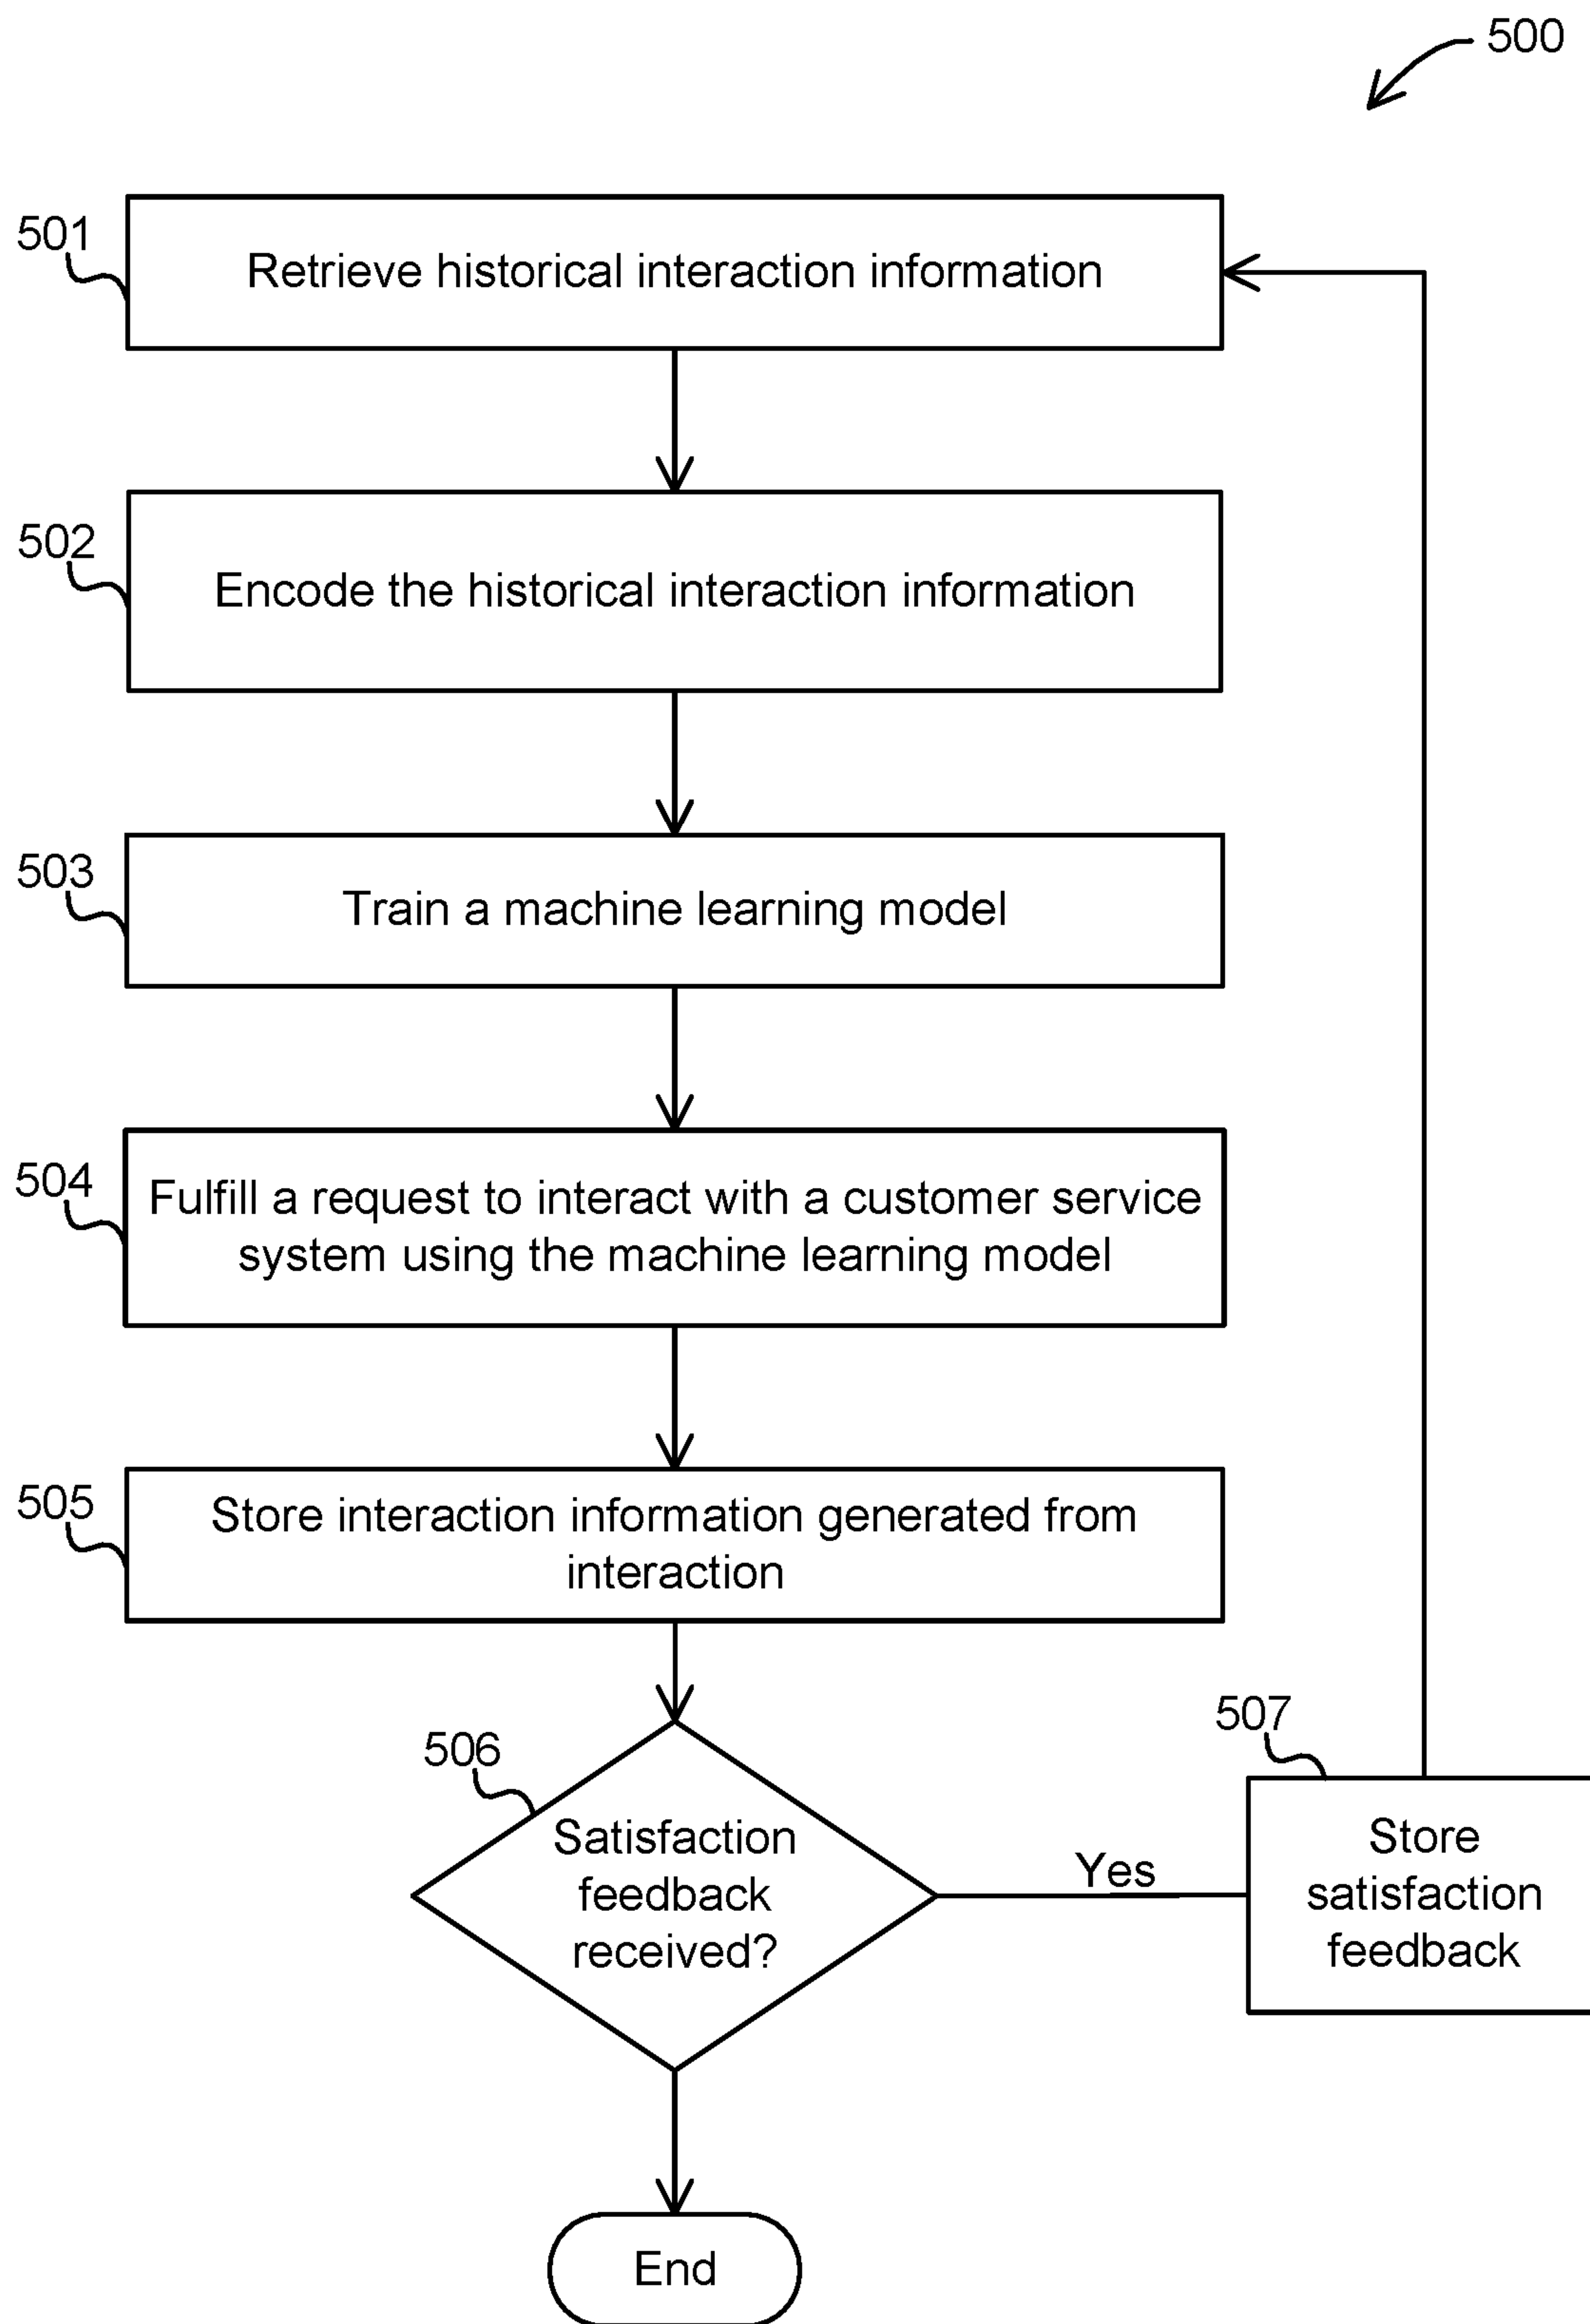 500
501
Retrieve historical interaction information
502
Encode the historical interaction information
503
Train a machine learning model
504
Fulfill a request to interact with a customer service
system using the machine learning model
505
Store interaction information generated from
interaction
506
Satisfaction
feedback
received?
Yes
507
Store
satisfaction
feedback
End